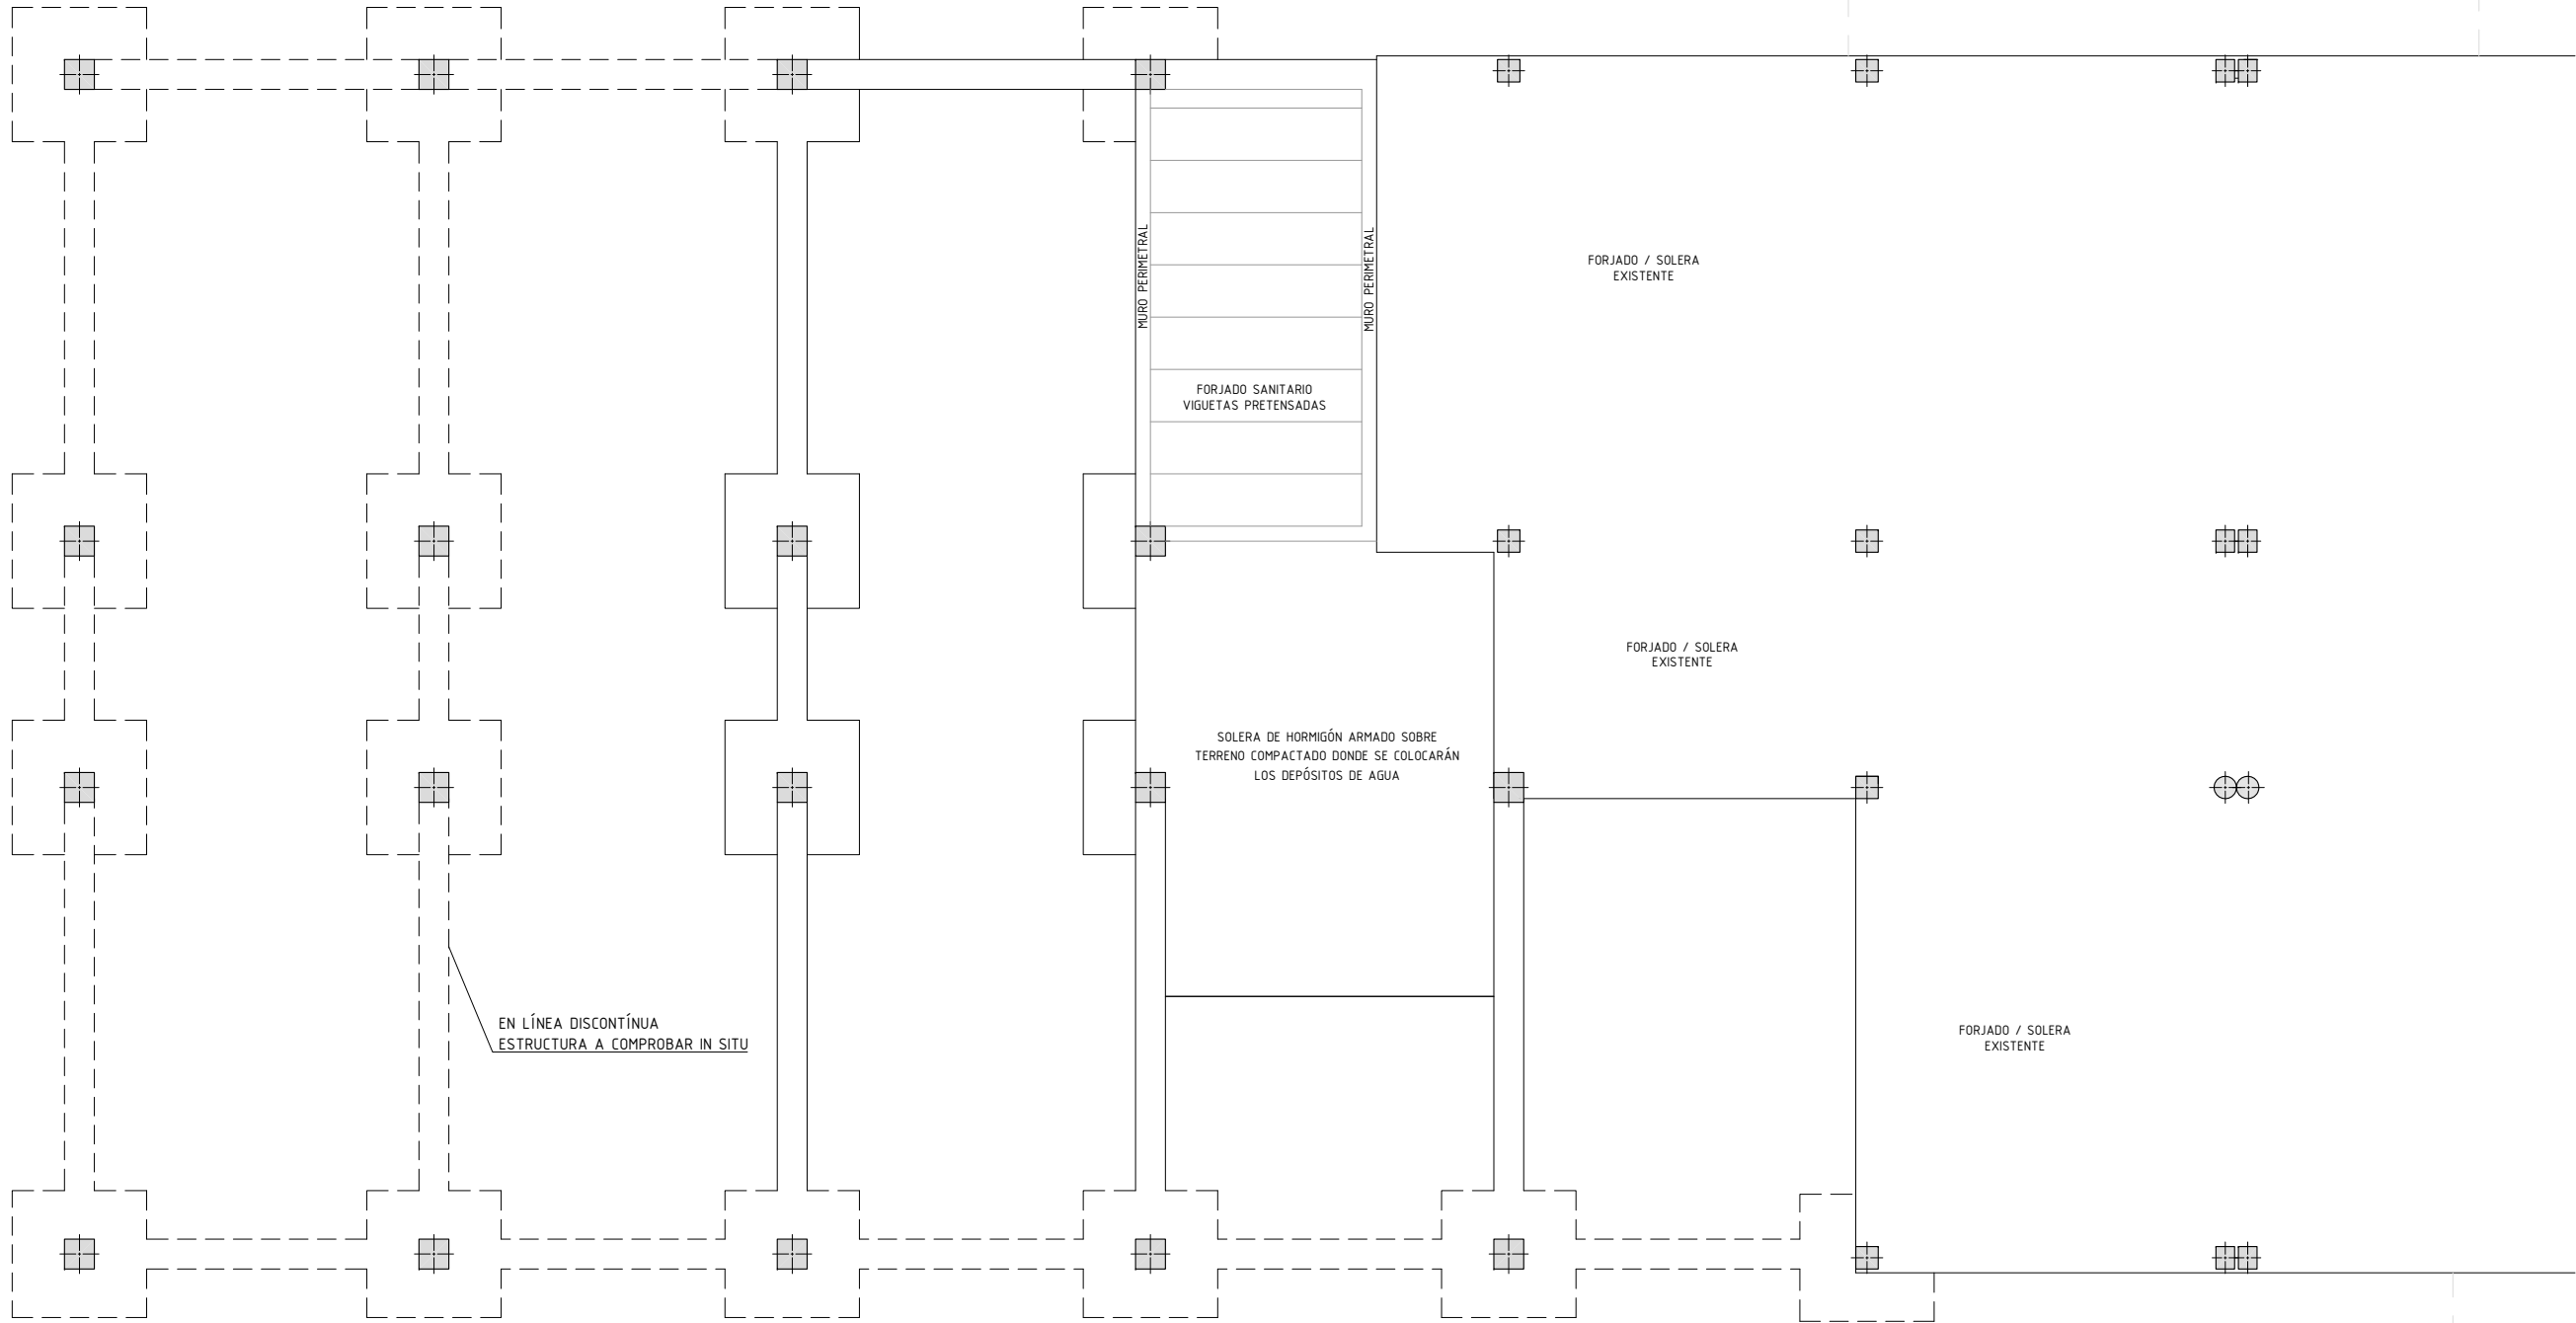 MURO PERIMETRAL
MURO PERIMETRAL
FORJADO / SOLERA
EXISTENTE
FORJADO SANITARIO
VIGUETAS PRETENSADAS
FORJADO / SOLERA
EXISTENTE
SOLERA DE HORMIGÓN ARMADO SOBRE
TERRENO COMPACTADO DONDE SE COLOCARÁN
LOS DEPÓSITOS DE AGUA
EN LÍNEA DISCONTÍNUA
ESTRUCTURA A COMPROBAR IN SITU
FORJADO / SOLERA
EXISTENTE